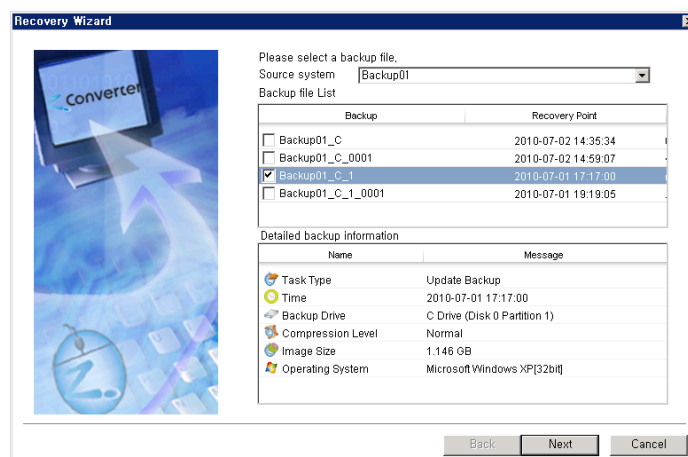 Recovery Wizard
Converter
Please select a backup file,
Source system Backup01
Backup file List
Backup Recovery Point
Backup01_C 2010-07-02 14:35:34
Backup01_C_0001 2010-07-02 14:59:07
Backup01_C_1 2010-07-01 17:17:00
Backup01_C_1_0001 2010-07-01 19:19:05
Detailed backup information
Name Message
Task Type Update Backup
Time 2010-07-01 17:17:00
Backup Drive C Drive (Disk 0 Partition 1)
Compression Level Normal
Image Size 1.146 GB
Operating System Microsoft Windows XP[32bit]
Z
Back Next Cancel